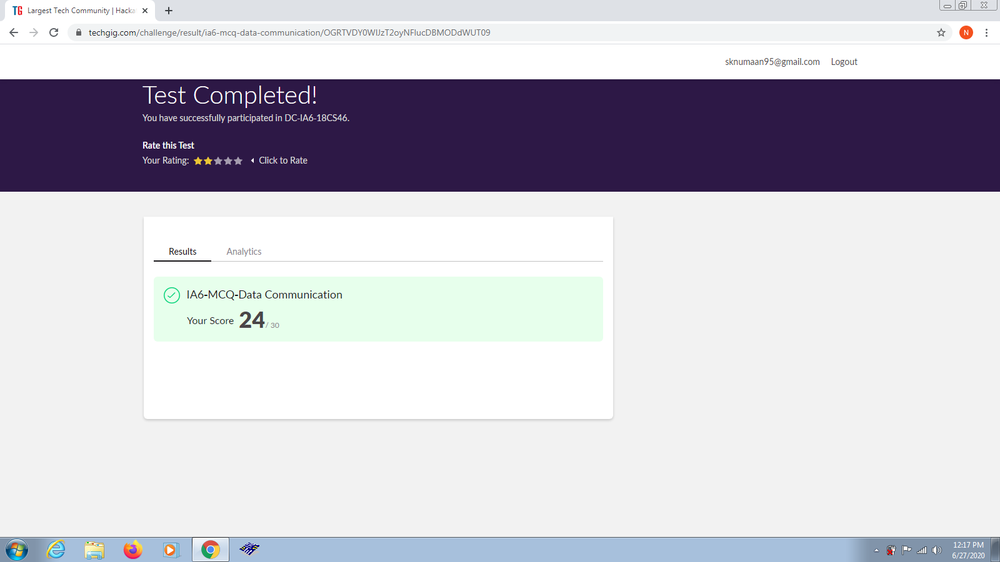 TG Largest Tech Community | Hacka
techgig.com/challenge/result/ia6-mcq-data-communication/OGRTVDY0WlJzT2oyNFlucDBMODdWUT09
N
sknumaan95@gmail.com Logout
Test Completed!
You have successfully participated in DC-IA6-18CS46.
Rate this Test
Your Rating: Click to Rate
Results Analytics
IA6-MCQ-Data Communication
Your Score 24/ 30
12:17 PM
6/27/2020